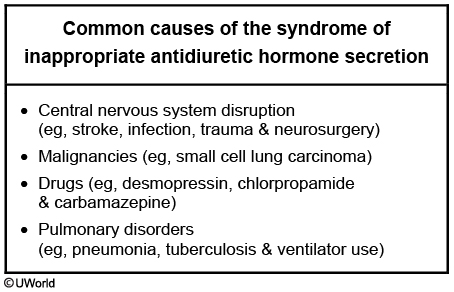 Common causes of the syndrome of
inappropriate antidiuretic hormone secretion
• Central nervous system disruption
(eg, stroke, infection, trauma & neurosurgery)
• Malignancies (eg, small cell lung carcinoma)
• Drugs (eg, desmopressin, chlorpropamide
& carbamazepine)
• Pulmonary disorders
(eg, pneumonia, tuberculosis & ventilator use)
©UWorld